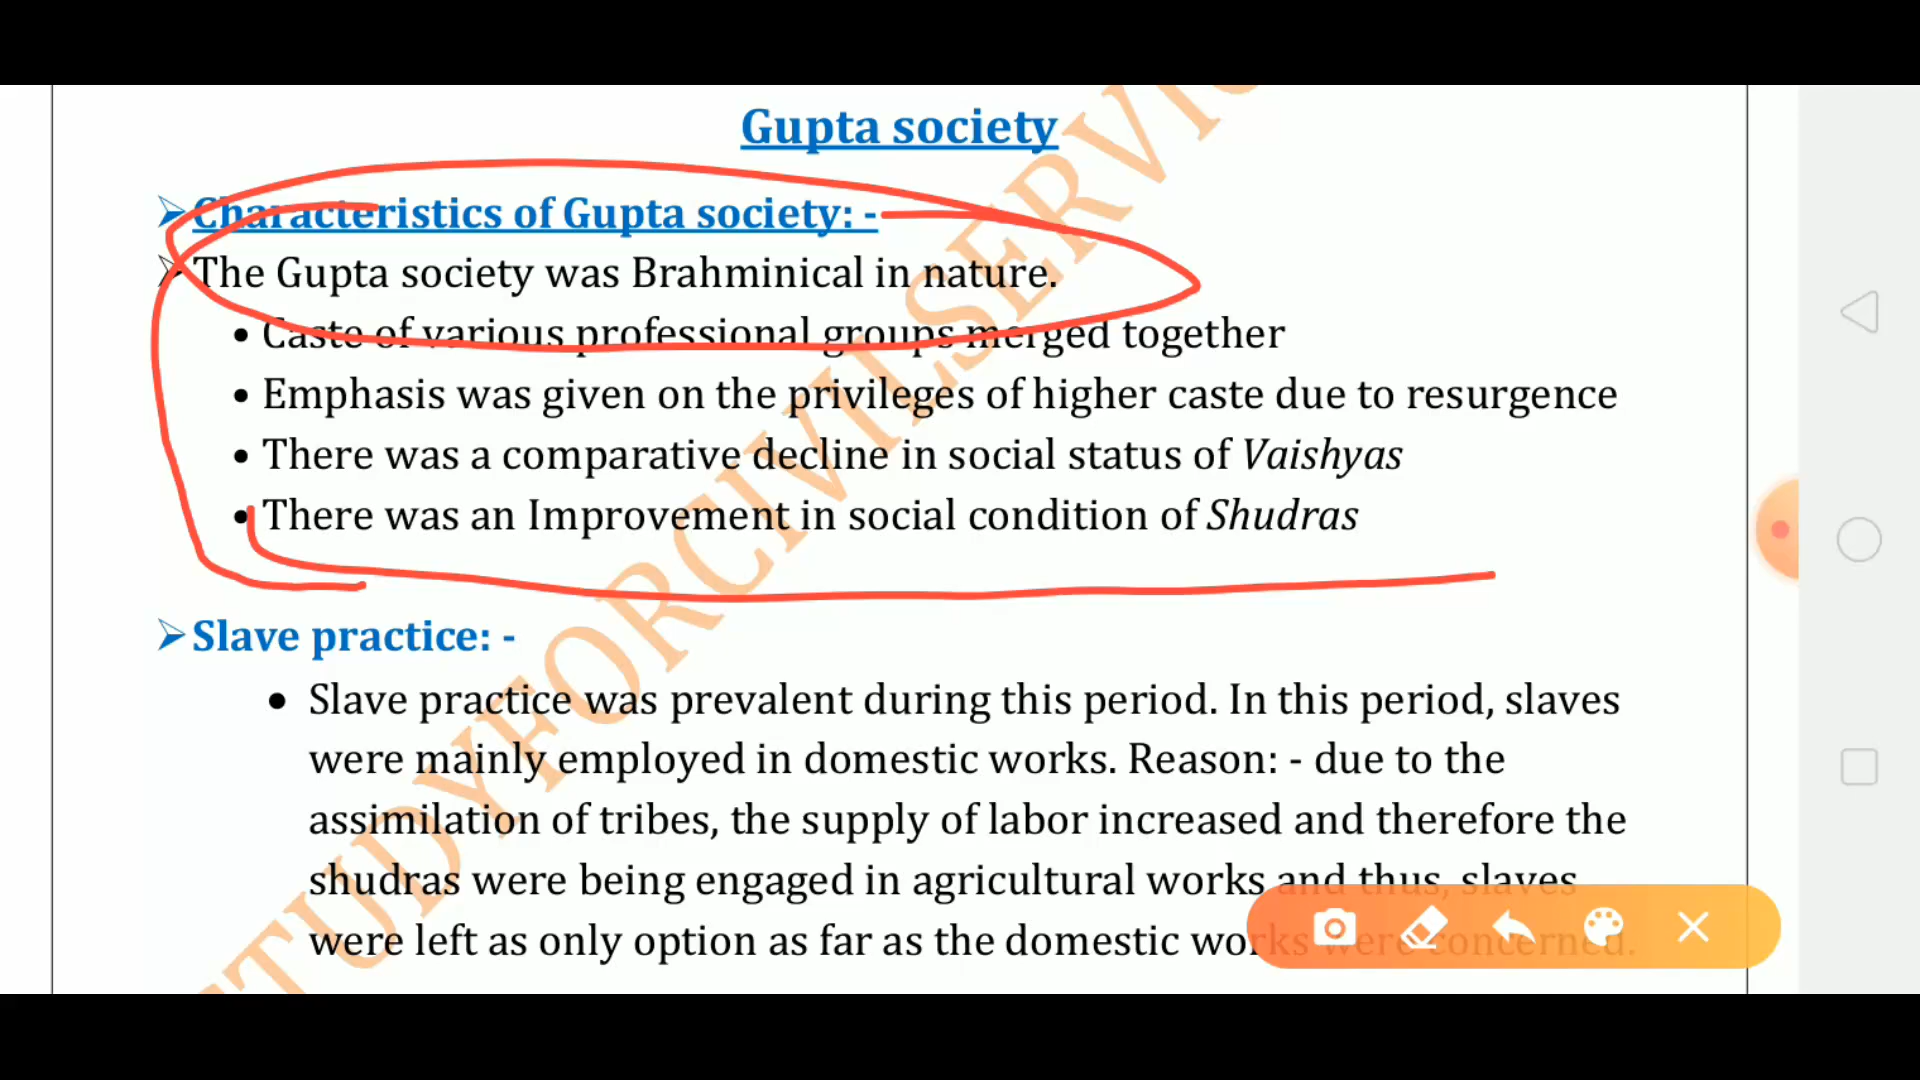 Gupta society
➢Characteristics of Gupta society: -
➢The Gupta society was Brahminical in nature.
• Caste of various professional groups merged together
• Emphasis was given on the privileges of higher caste due to resurgence
• There was a comparative decline in social status of Vaishyas
• There was an Improvement in social condition of Shudras
➢Slave practice: -
• Slave practice was prevalent during this period. In this period, slaves
were mainly employed in domestic works. Reason: - due to the
assimilation of tribes, the supply of labor increased and therefore the
shudras were being engaged in agricultural works and thus, slaves
were left as only option as far as the domestic works were concerned.
STUDYFORCIVILSERVIC